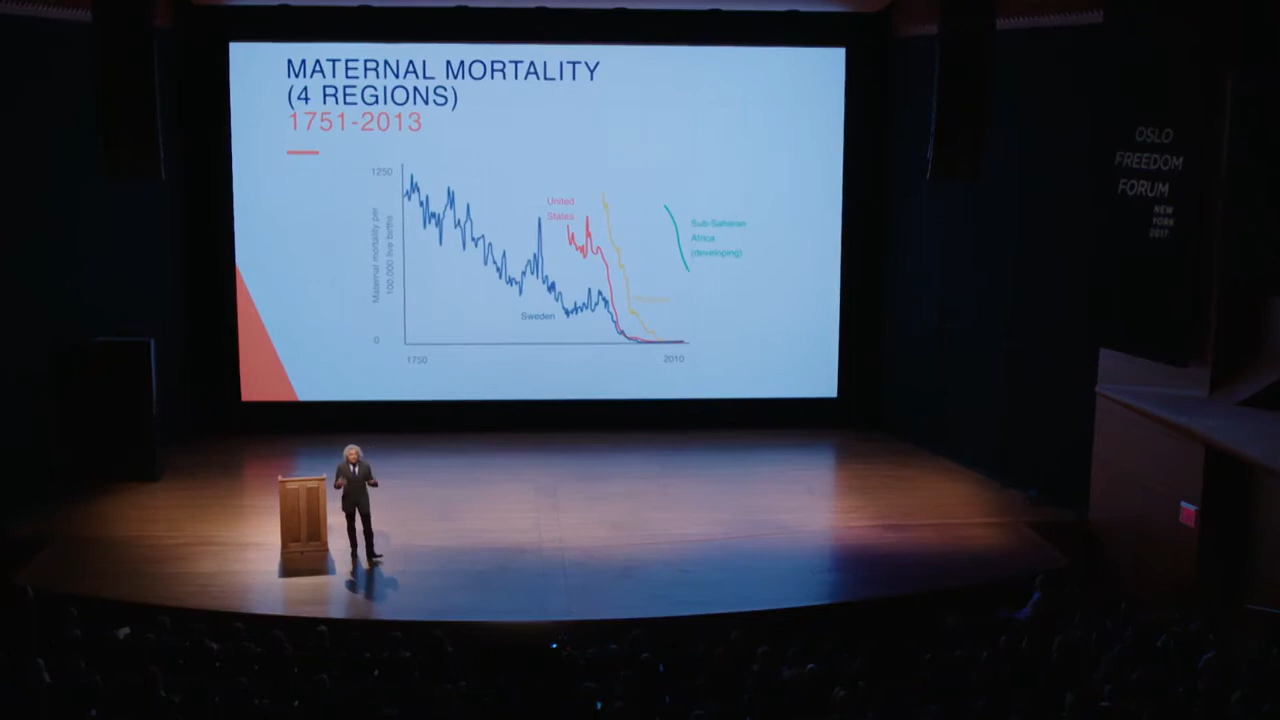 MATERNAL MORTALITY
(4 REGIONS)
1751-2013
1250
Maternal mortality per
100,000 live births
0
United
States
Sweden
Sub-Saharan
Africa
(developing)
1750
2010
OSLO
FREEDOM
FORUM
NEW
YORK
2017